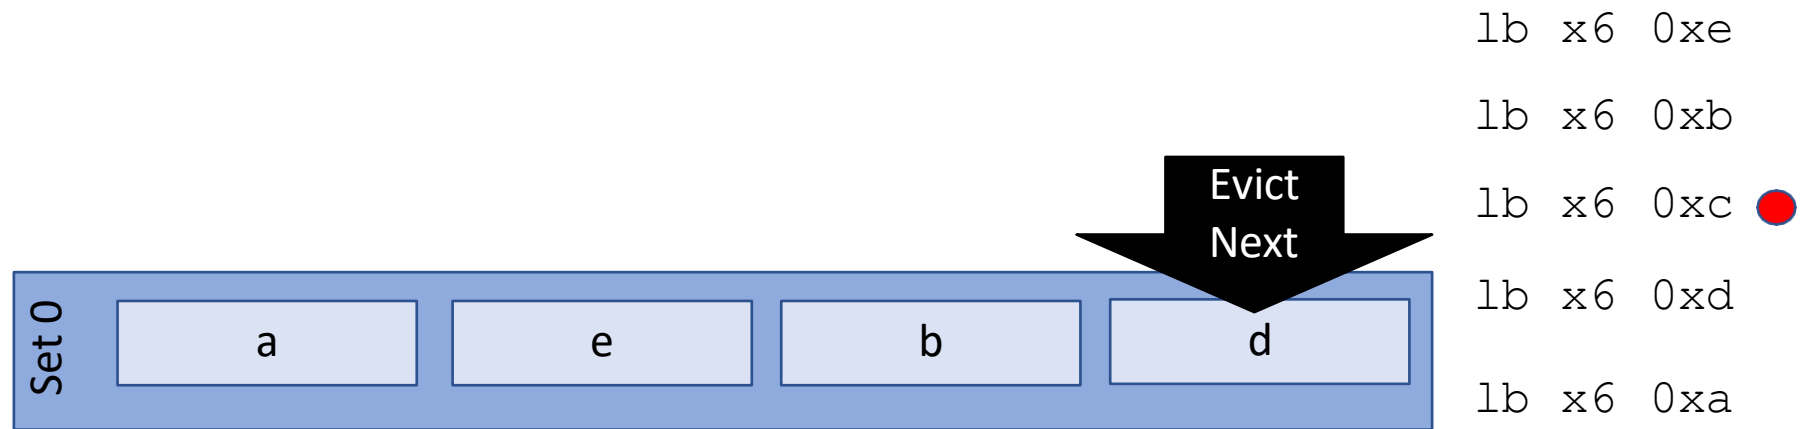 lb x6 0xe
lb x6 0xb
Evict
Next
lb x6 0xc
lb x6 0xd
Set 0
a
e
b
d
lb x6 0xa